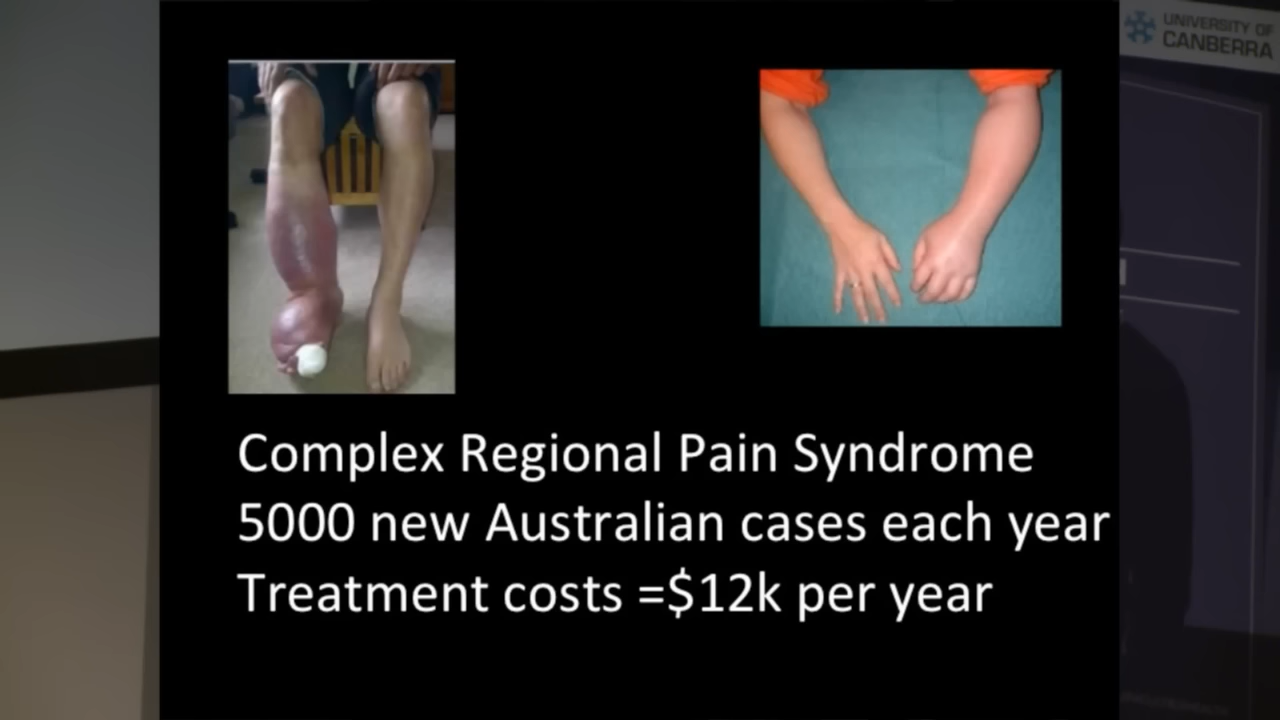 UNIVERSITY OF
CANBERRA
Complex Regional Pain Syndrome
5000 new Australian cases each year
Treatment costs =$12k per year